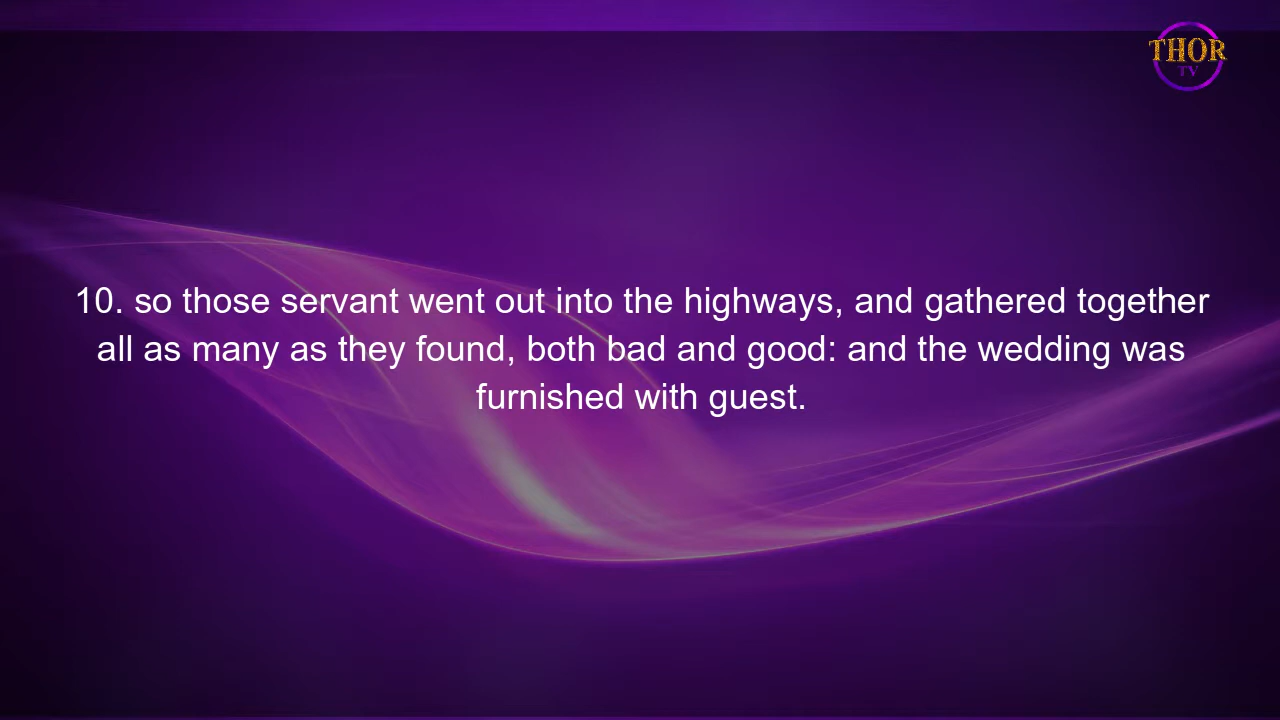 THOR
TV
10. so those servant went out into the highways, and gathered together
all as many as they found, both bad and good: and the wedding was
furnished with guest.